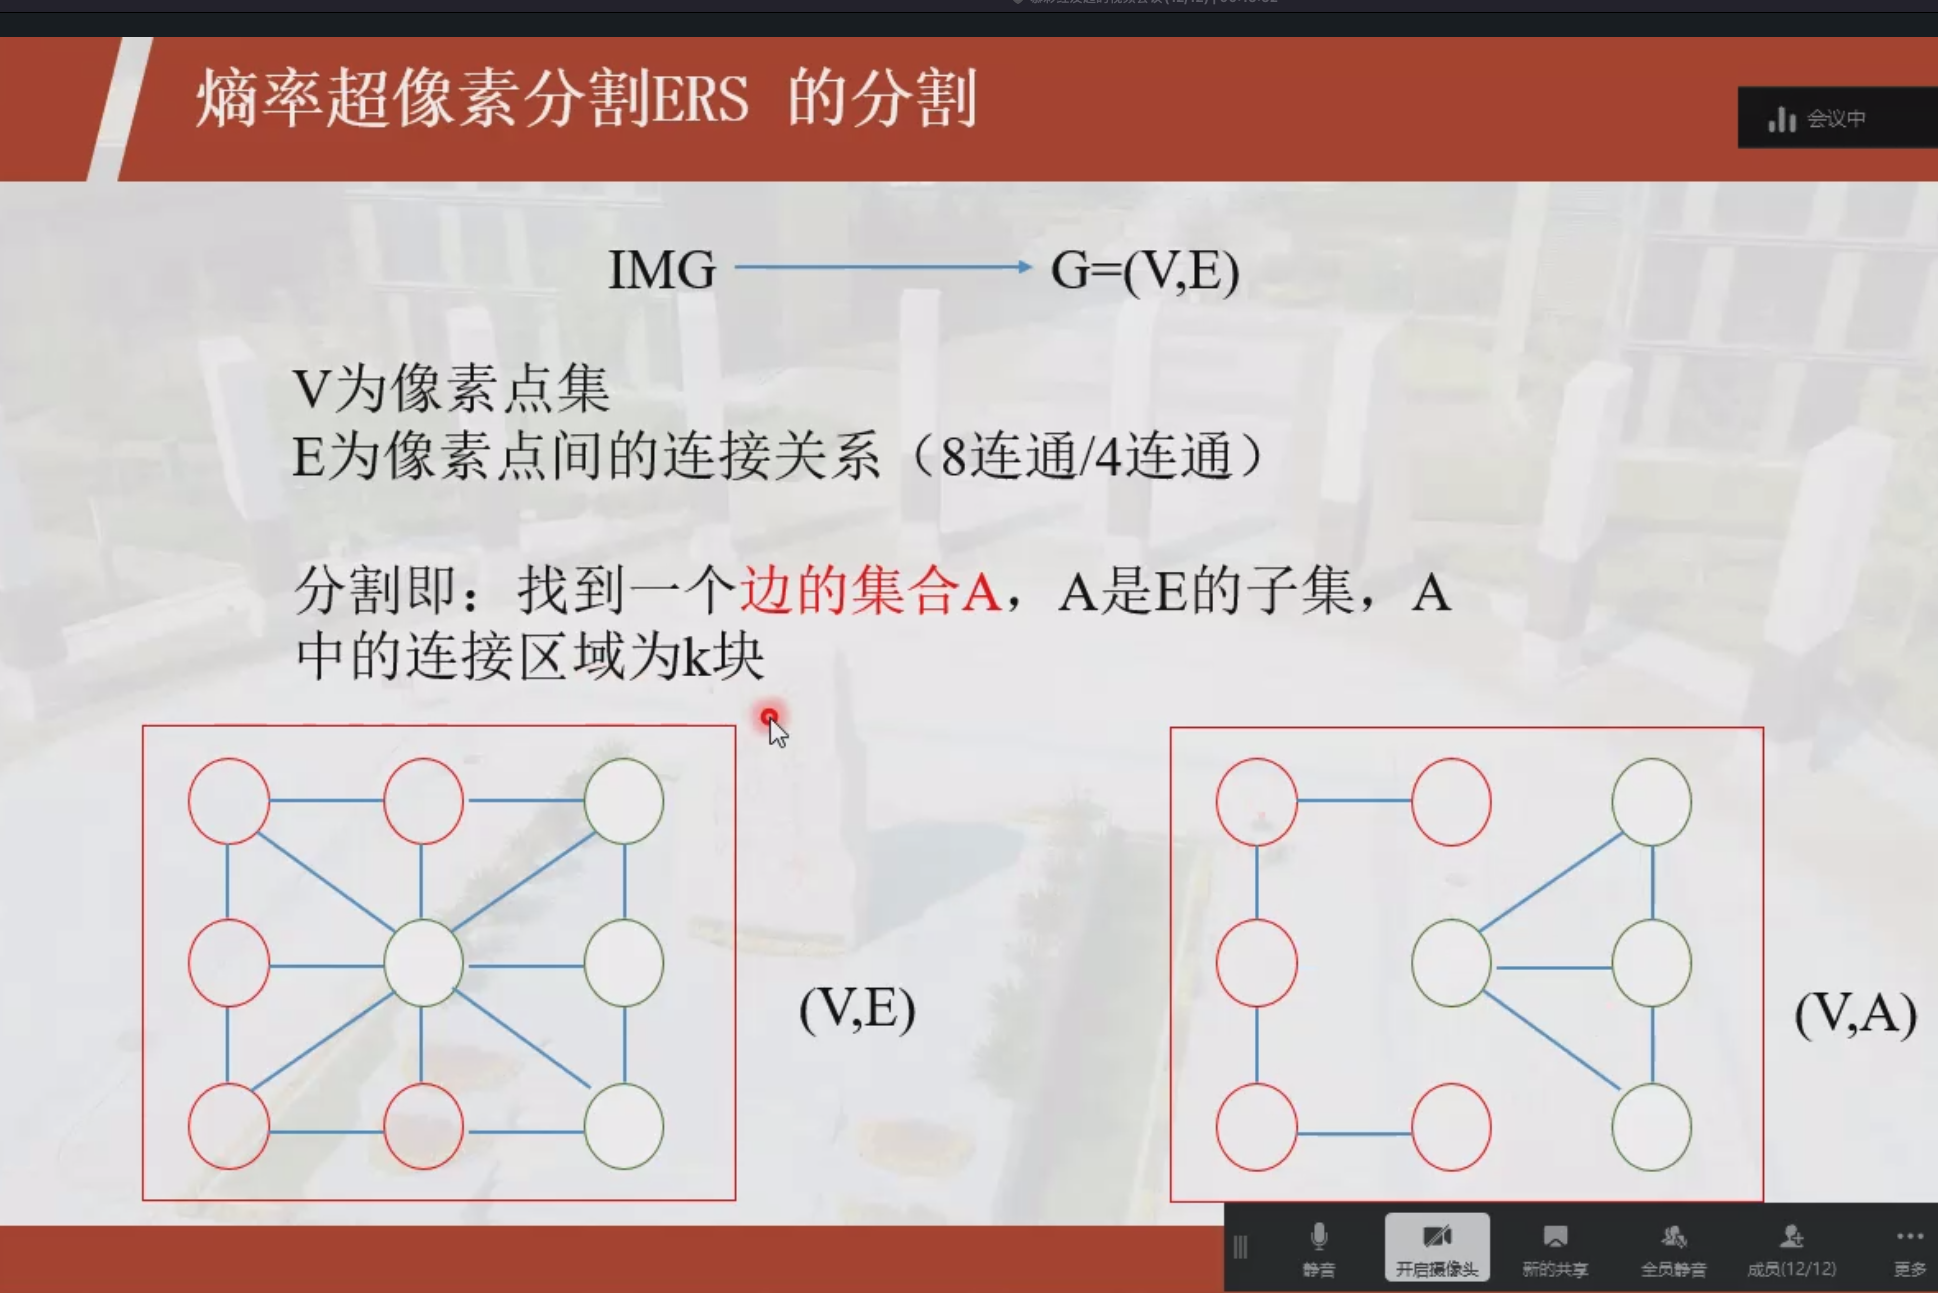 熵率超像素分割ERS 的分割
会议中
IMG
G=(V,E)
V为像素点集
E为像素点间的连接关系（8连通/4连通）
分割即：找到一个边的集合A，A是E的子集，A
中的连接区域为k块
(V,E)
(V,A)
静音
开启摄像头
新的共享
全员静音
成员(12/12)
更多